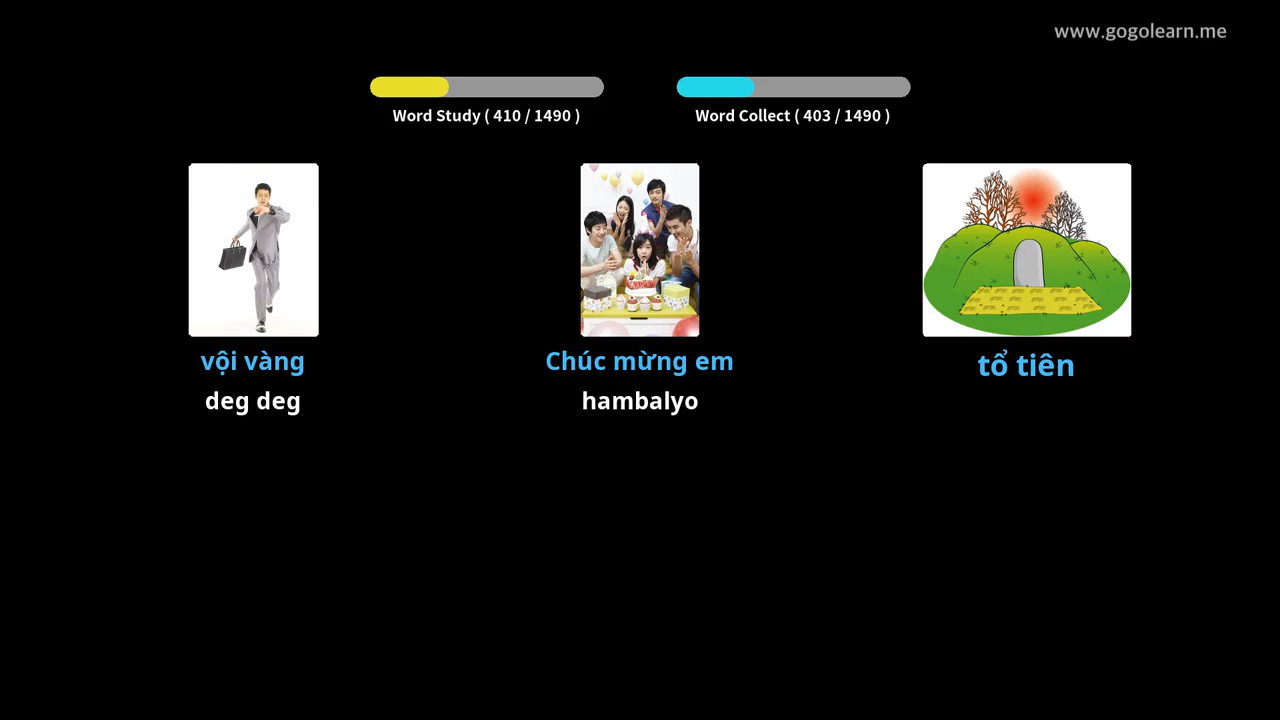 www.gogolearn.me
Word Study ( 410 / 1490 )
Word Collect ( 403 / 1490 )
vội vàng
deg deg
Chúc mừng em
hambalyo
tổ tiên